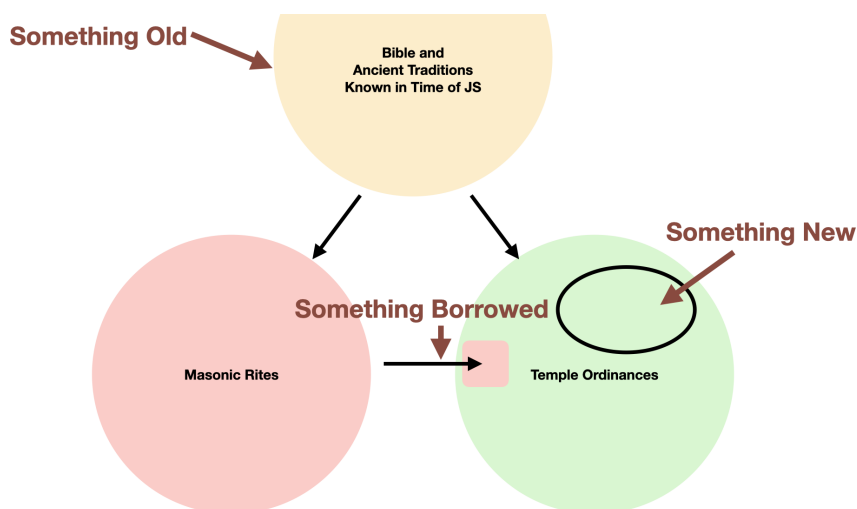 Something Old
Bible and
Ancient Traditions
Known in Time of JS
Something New
Something Borrowed
Masonic Rites
Temple Ordinances